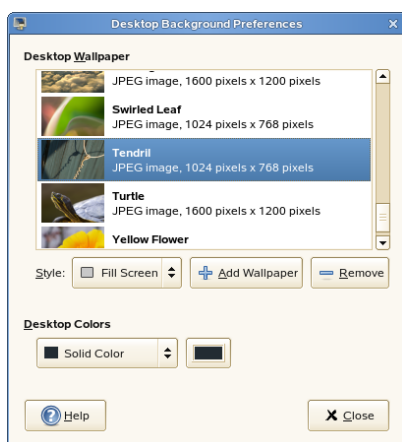 Desktop Background Preferences
Desktop Wallpaper
JPEG image, 1600 pixels x 1200 pixels
Swirled Leaf
JPEG image, 1024 pixels x 768 pixels
Tendril
JPEG image, 1024 pixels x 768 pixels
Turtle
JPEG image, 1600 pixels x 1200 pixels
Yellow Flower
Style: Fill Screen Add Wallpaper Remove
Desktop Colors
Solid Color
Help Close